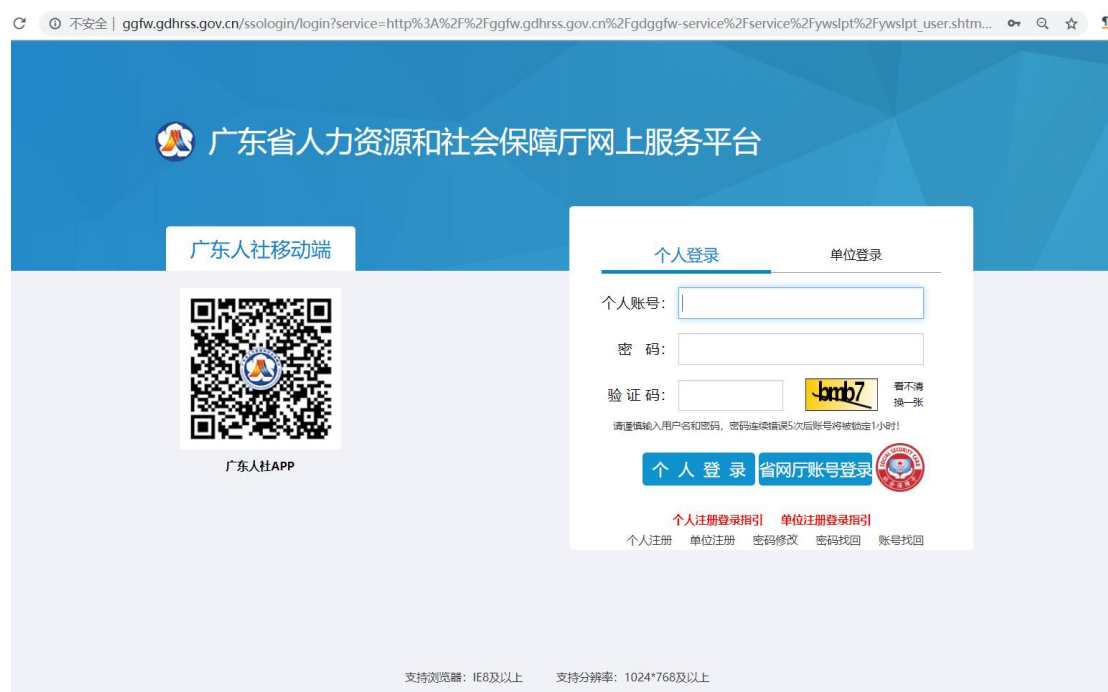 不安全 | ggfw.gdhrss.gov.cn/ssologin/login?service=http%3A%2F%2Fggfw.gdhrss.gov.cn%2Fgdggfw-service%2Fservice%2Fywslpt%2Fywslpt_user.shtm...
广东省人力资源和社会保障厅网上服务平台
广东人社移动端
广东人社APP
个人登录 单位登录
个人账号：
密 码：
验 证 码： bmb7 看不清
换一张
请谨慎输入用户名和密码，密码连续错误5次后账号将被锁定1小时！
个 人 登 录 省网厅账号登录
SOCIAL SECURITY CARD
社会保障卡
个人注册登录指引 单位注册登录指引
个人注册 单位注册 密码修改 密码找回 账号找回
支持浏览器：IE8及以上 支持分辨率：1024*768及以上